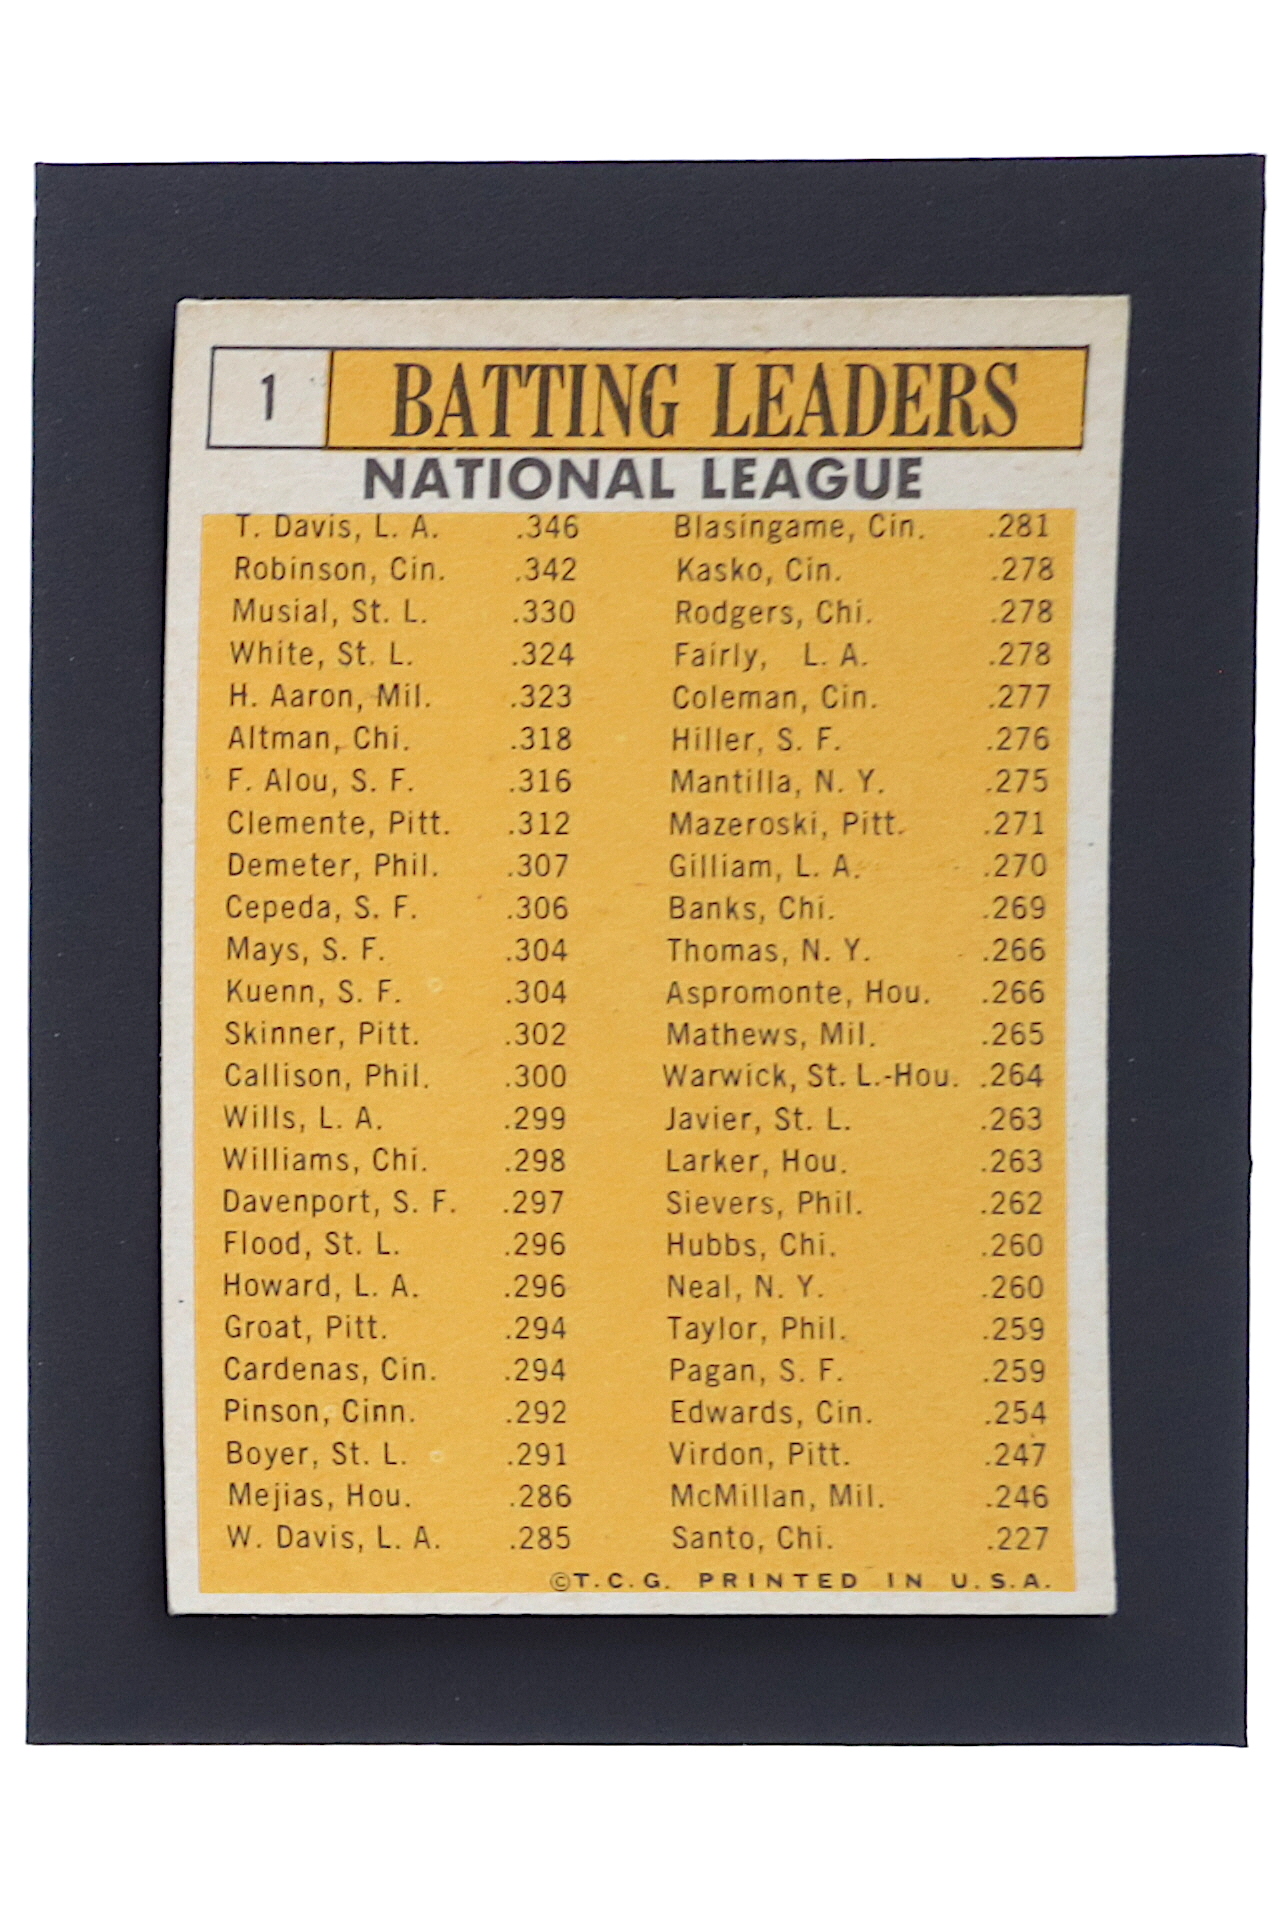 1 BATTING LEADERS
NATIONAL LEAGUE
T. Davis, L. A. .346
Robinson, Cin. .342
Musial, St. L. .330
White, St. L. .324
H. Aaron, Mil. .323
Altman, Chi. .318
F. Alou, S. F. .316
Clemente, Pitt. .312
Demeter, Phil. .307
Cepeda, S. F. .306
Mays, S. F. .304
Kuenn, S. F. .304
Skinner, Pitt. .302
Callison, Phil. .300
Wills, L. A. .299
Williams, Chi. .298
Davenport, S. F. .297
Flood, St. L. .296
Howard, L. A. .296
Groat, Pitt. .294
Cardenas, Cin. .294
Pinson, Cinn. .292
Boyer, St. L. .291
Mejias, Hou. .286
W. Davis, L. A. .285
Blasingame, Cin. .281
Kasko, Cin. .278
Rodgers, Chi. .278
Fairly, L. A. .278
Coleman, Cin. .277
Hiller, S. F. .276
Mantilla, N. Y. .275
Mazeroski, Pitt. .271
Gilliam, L. A. .270
Banks, Chi. .269
Thomas, N. Y. .266
Aspromonte, Hou. .266
Mathews, Mil. .265
Warwick, St. L.-Hou. .264
Javier, St. L. .263
Larker, Hou. .263
Sievers, Phil. .262
Hubbs, Chi. .260
Neal, N. Y. .260
Taylor, Phil. .259
Pagan, S. F. .259
Edwards, Cin. .254
Virdon, Pitt. .247
McMillan, Mil. .246
Santo, Chi. .227
©T.C.G. PRINTED IN U.S.A.